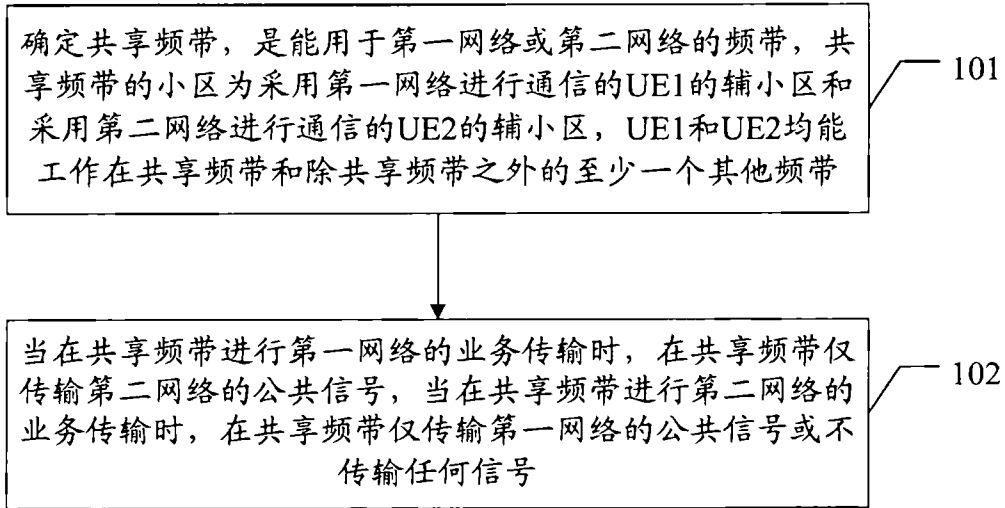 确定共享频带，是能用于第一网络或第二网络的频带，共
享频带的小区为采用第一网络进行通信的UE1的辅小区和
采用第二网络进行通信的UE2的辅小区，UE1和UE2均能
工作在共享频带和除共享频带之外的至少一个其他频带
101
当在共享频带进行第一网络的业务传输时，在共享频带仅
传输第二网络的公共信号，当在共享频带进行第二网络的
业务传输时，在共享频带仅传输第一网络的公共信号或不
传输任何信号
102